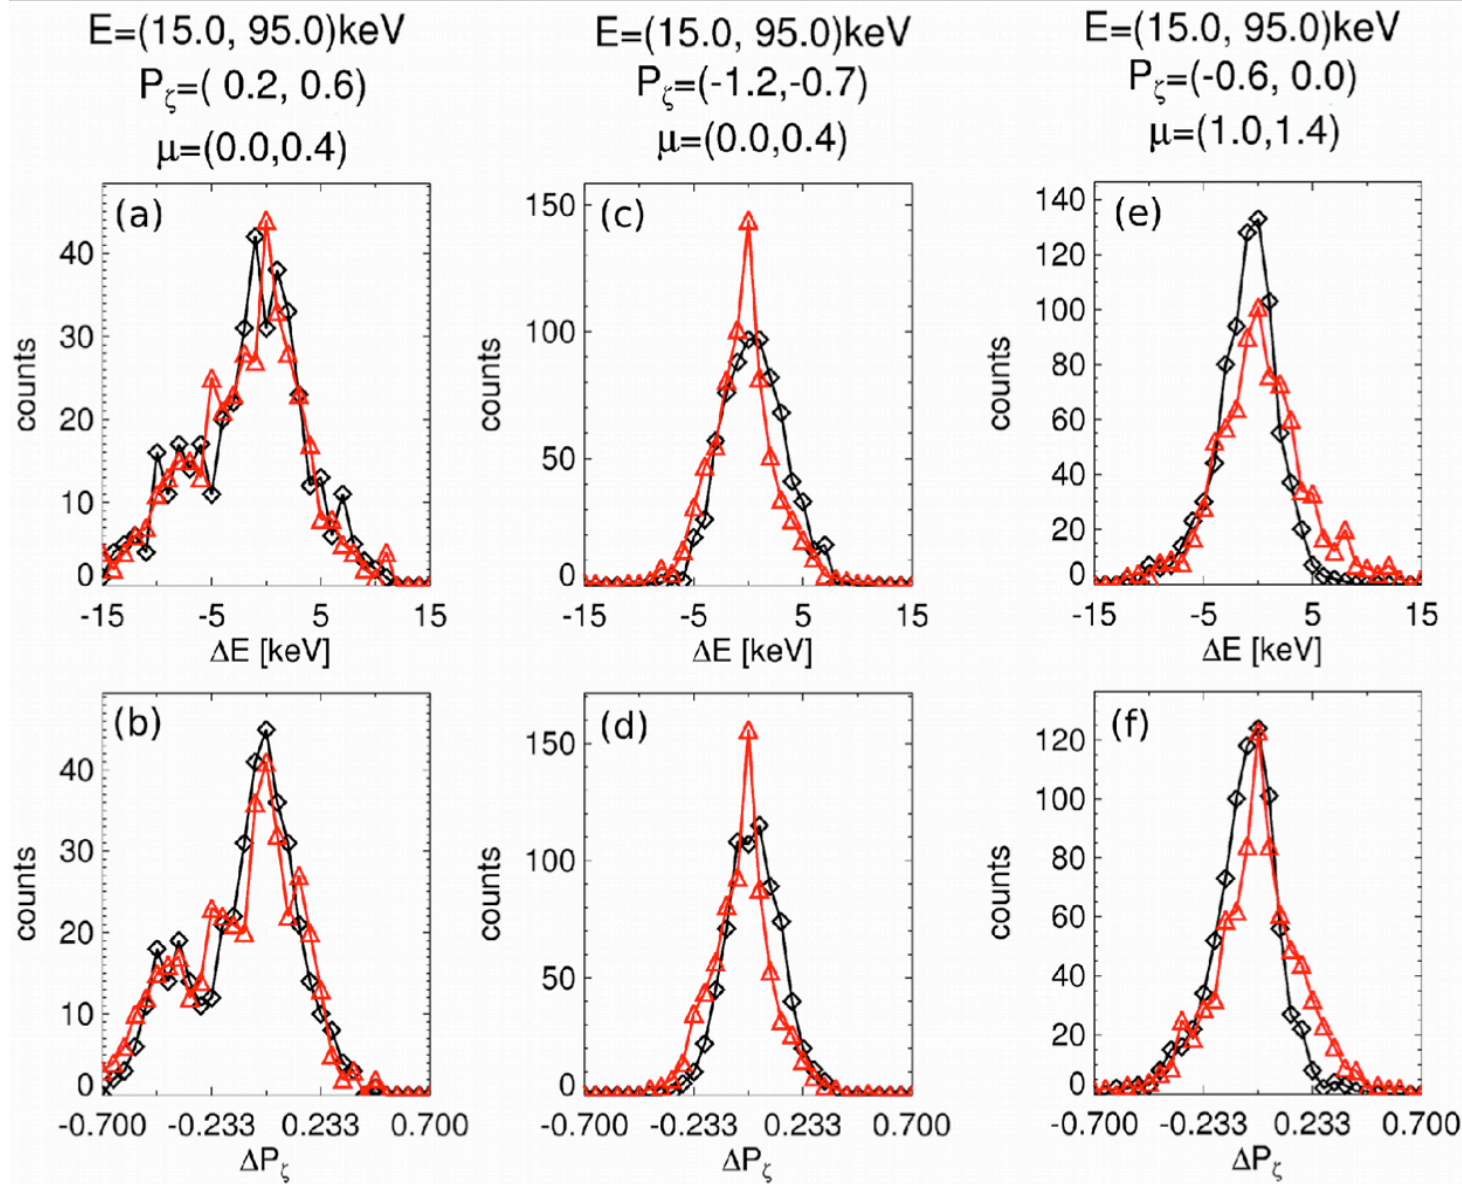 E=(15.0, 95.0)keV
P_ζ=( 0.2, 0.6)
μ=(0.0,0.4)
E=(15.0, 95.0)keV
P_ζ=(-1.2,-0.7)
μ=(0.0,0.4)
E=(15.0, 95.0)keV
P_ζ=(-0.6, 0.0)
μ=(1.0,1.4)
(a)
counts
40
30
20
10
0
-15 -5 5 15
ΔE [keV]
(c)
counts
150
100
50
0
-15 -5 5 15
ΔE [keV]
(e)
counts
140
120
100
80
60
40
20
0
-15 -5 5 15
ΔE [keV]
(b)
counts
40
30
20
10
0
-0.700 -0.233 0.233 0.700
ΔP_ζ
(d)
counts
150
100
50
0
-0.700 -0.233 0.233 0.700
ΔP_ζ
(f)
counts
120
100
80
60
40
20
0
-0.700 -0.233 0.233 0.700
ΔP_ζ